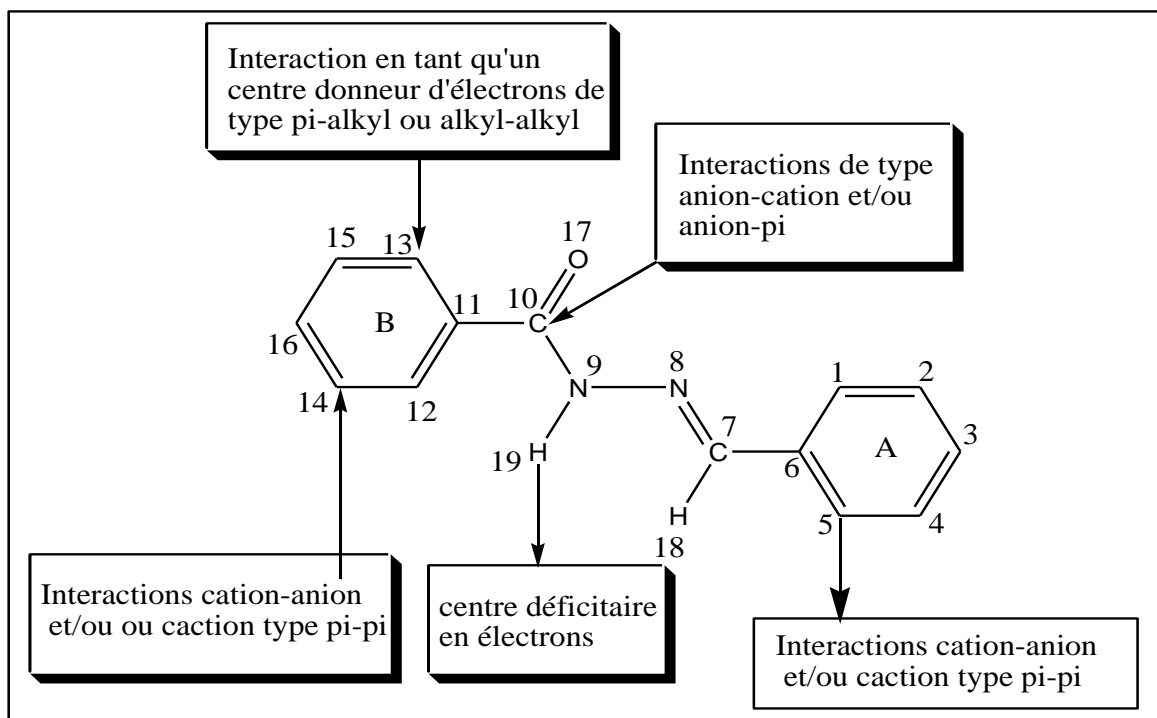 Interaction en tant qu'un
centre donneur d'électrons de
type pi-alkyl ou alkyl-alkyl
Interactions de type
anion-cation et/ou
anion-pi
17
15
13
O
10
11
B
C
16
9
8
1
2
14
12
N
N
7
3
19
H
C
6
A
H
5
4
18
Interactions cation-anion
et/ou ou caction type pi-pi
centre déficitaire
en électrons
Interactions cation-anion
et/ou caction type pi-pi